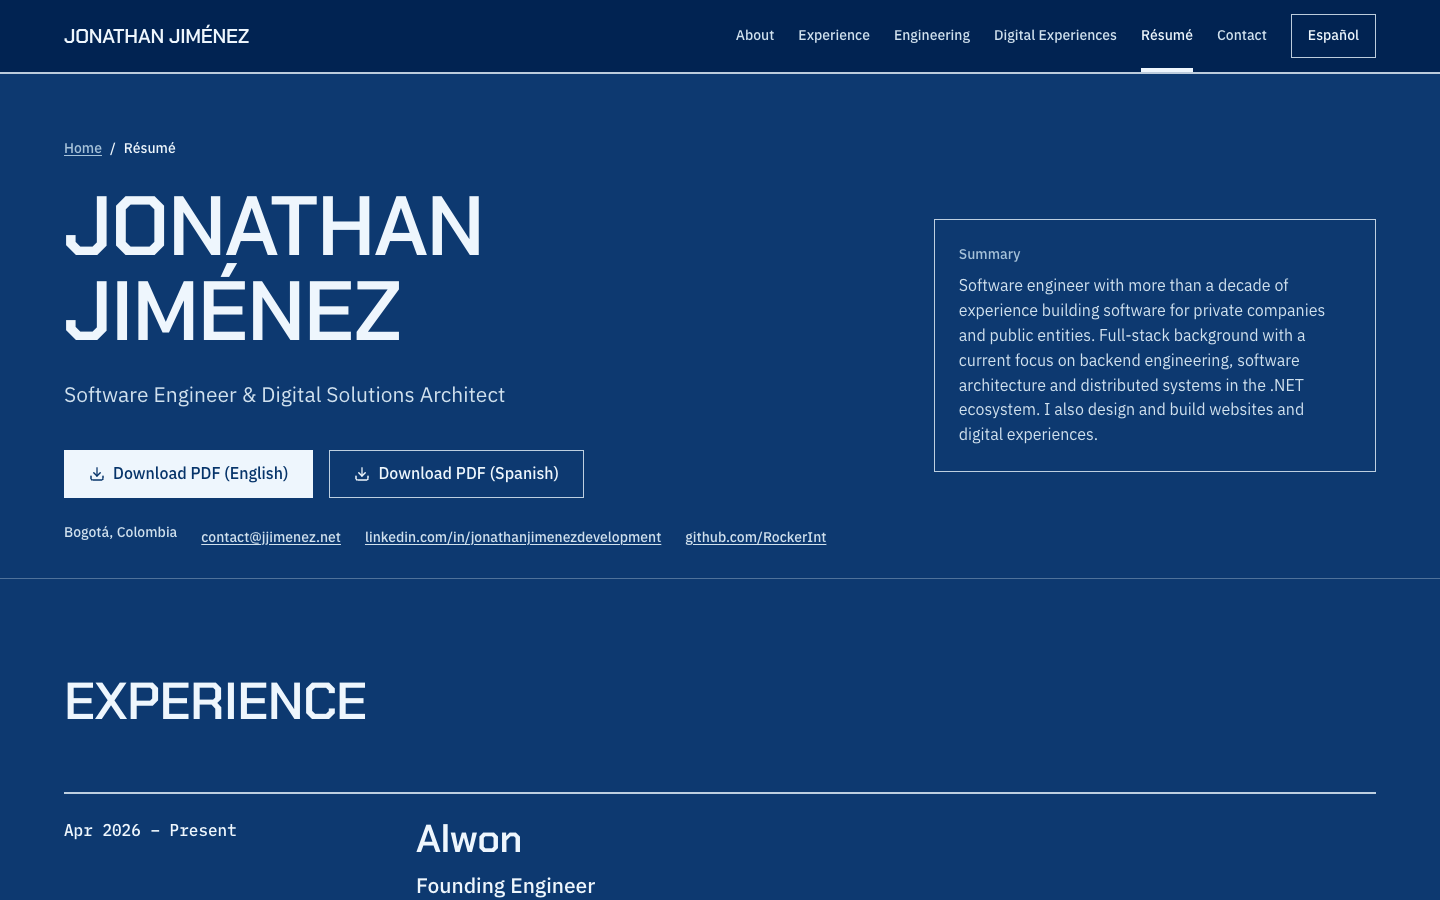 JONATHAN JIMÉNEZ
About Experience Engineering Digital Experiences Résumé Contact Español
Home / Résumé
JONATHAN
JIMÉNEZ
Software Engineer & Digital Solutions Architect
Download PDF (English) Download PDF (Spanish)
Bogotá, Colombia contact@jjimenez.net linkedin.com/in/jonathanjimenezdevelopment github.com/RockerInt
Summary
Software engineer with more than a decade of
experience building software for private companies
and public entities. Full-stack background with a
current focus on backend engineering, software
architecture and distributed systems in the .NET
ecosystem. I also design and build websites and
digital experiences.
EXPERIENCE
Apr 2026 – Present
Alwon
Founding Engineer